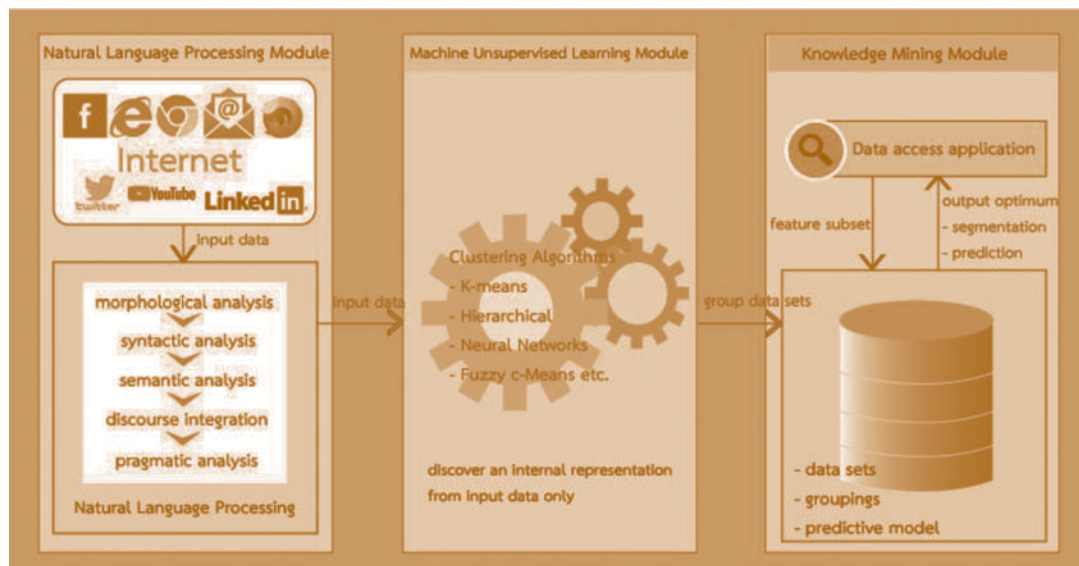 Natural Language Processing Module
f
@
Internet
twitter
YouTube
Linked in
input data
morphological analysis
syntactic analysis
semantic analysis
discourse integration
pragmatic analysis
Natural Language Processing
input data
Machine Unsupervised Learning Module
Clustering Algorithms
- K-means
- Hierarchical
- Neural Networks
- Fuzzy c-Means etc.
discover an internal representation
from input data only
group data sets
Knowledge Mining Module
Data access application
feature subset
output optimum
- segmentation
- prediction
- data sets
- groupings
- predictive model